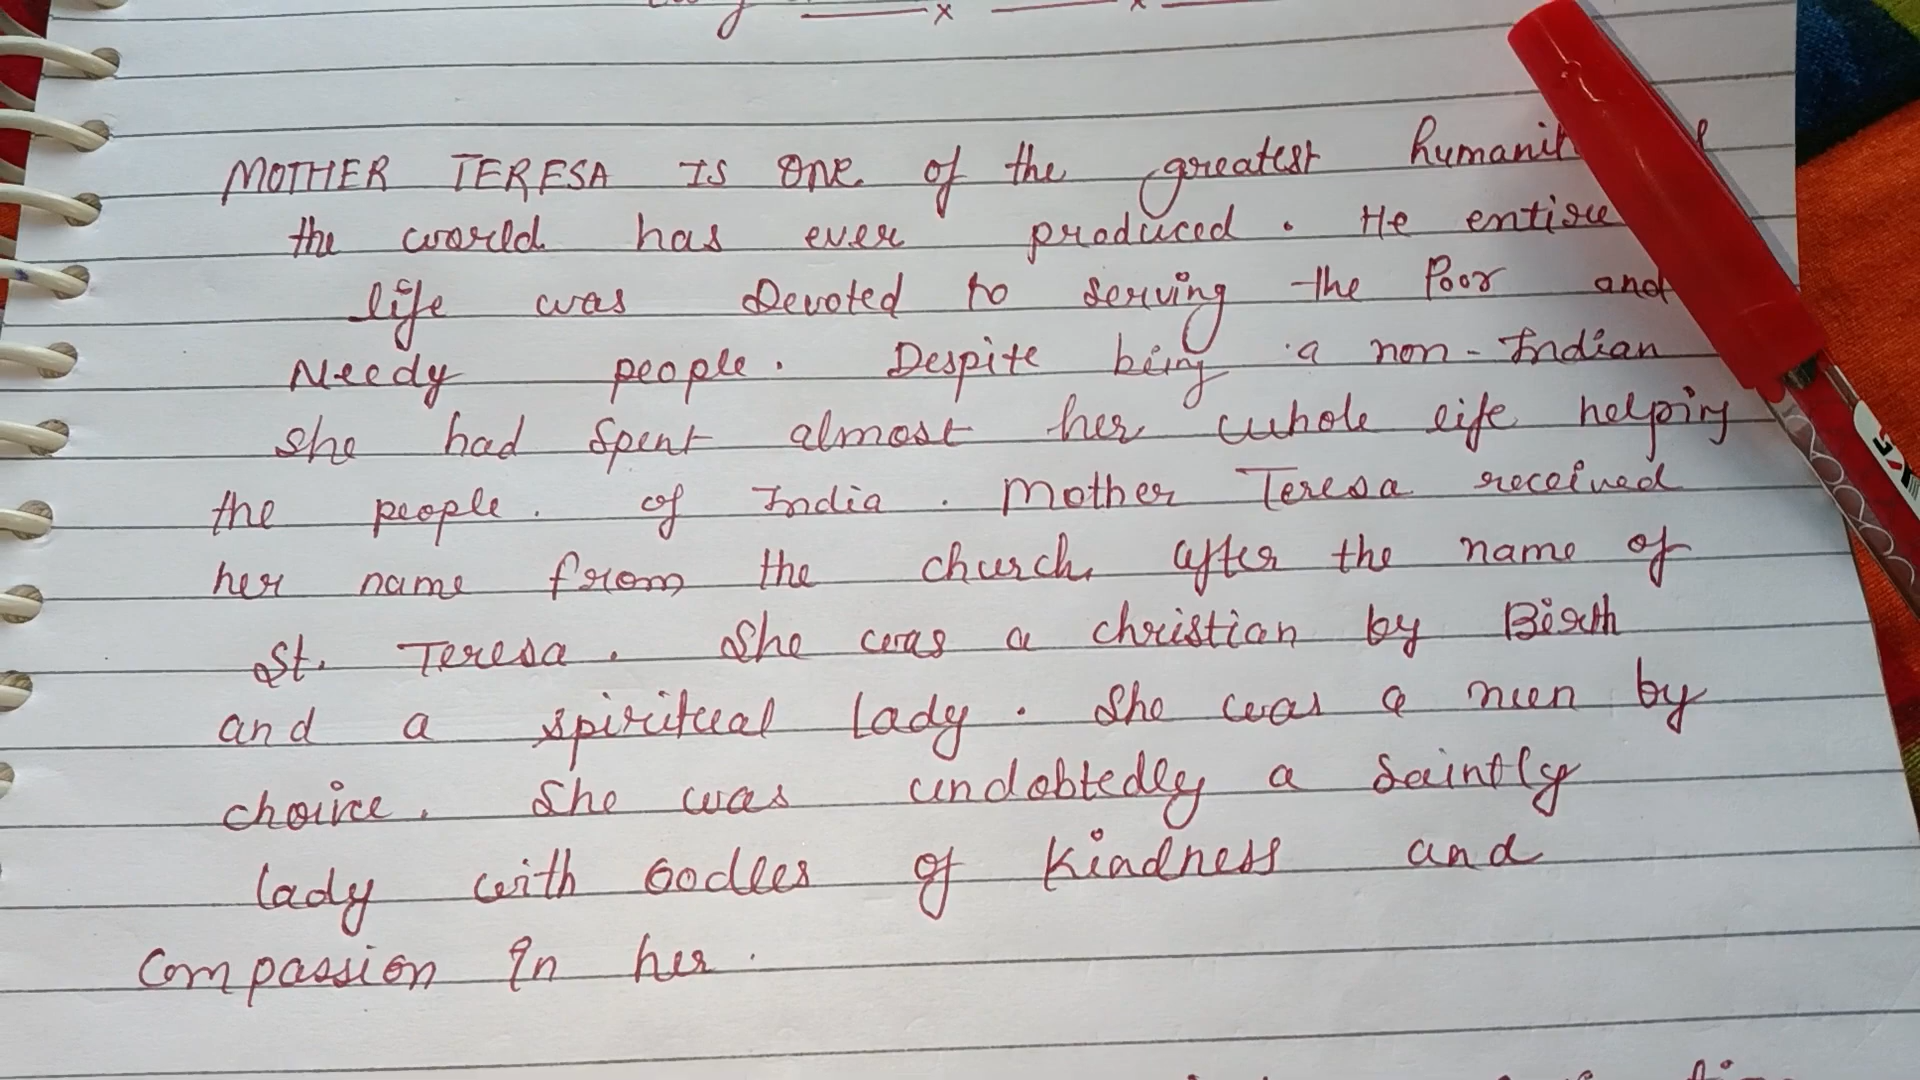 MOTHER TERESA IS one of the greatest
the world has ever produced. He entire
life was Devoted to serving the Poor and
Needy people. Despite being a non-Indian
she had spent almost her whole life helping
the people. of India. Mother Teresa received
her name from the church after the name of
St. Teresa. She was a christian by Birth
and a spiritual lady. She was a nun by
choice. She was undobtedly a Saintly
lady with oodles of kindness and
Compassion In her.